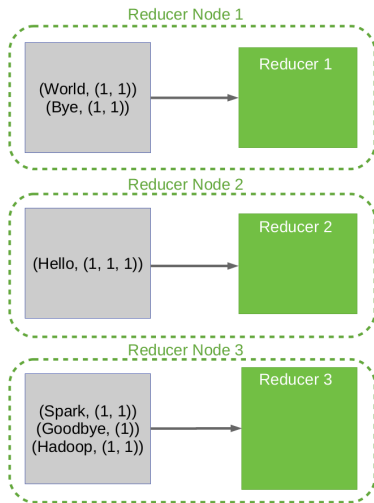 Reducer Node 1
(World, (1, 1))
(Bye, (1, 1))
Reducer 1
Reducer Node 2
(Hello, (1, 1, 1))
Reducer 2
Reducer Node 3
(Spark, (1, 1))
(Goodbye, (1))
(Hadoop, (1, 1))
Reducer 3